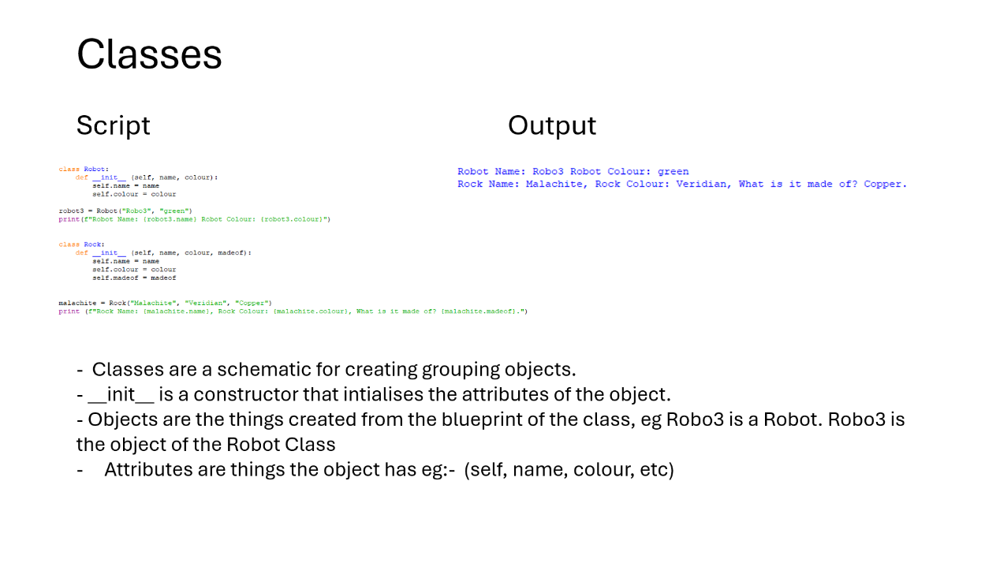 Classes
Script
Output
class Robot:
    def __init__ (self, name, colour):
        self.name = name
        self.colour = colour
robot3 = Robot("Robo3", "green")
print(f"Robot Name: {robot3.name} Robot Colour: {robot3.colour}")
class Rock:
    def __init__ (self, name, colour, madeof):
        self.name = name
        self.colour = colour
        self.madeof = madeof
malachite = Rock("Malachite", "Veridian", "Copper")
print (f"Rock Name: {malachite.name}, Rock Colour: {malachite.colour}, What is it made of? {malachite.madeof}.")
Robot Name: Robo3 Robot Colour: green
Rock Name: Malachite, Rock Colour: Veridian, What is it made of? Copper.
- Classes are a schematic for creating grouping objects.
- __init__ is a constructor that intialises the attributes of the object.
- Objects are the things created from the blueprint of the class, eg Robo3 is a Robot. Robo3 is
the object of the Robot Class
- Attributes are things the object has eg:- (self, name, colour, etc)